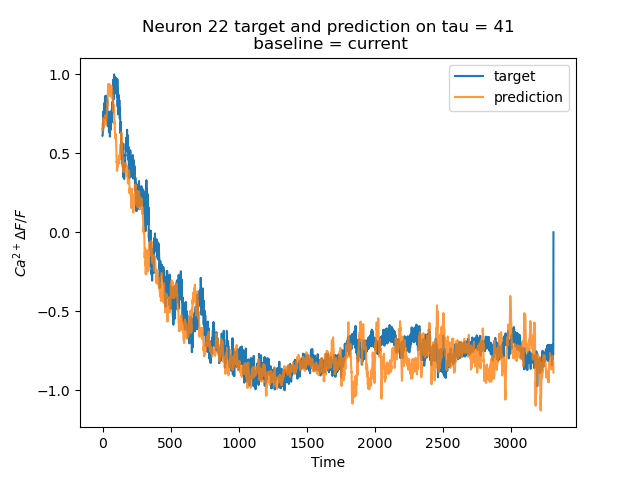 Neuron 22 target and prediction on tau = 41
baseline = current
target
prediction
1.0
0.5
0.0
−0.5
−1.0
Ca²⁺ ΔF/F
0 500 1000 1500 2000 2500 3000
Time